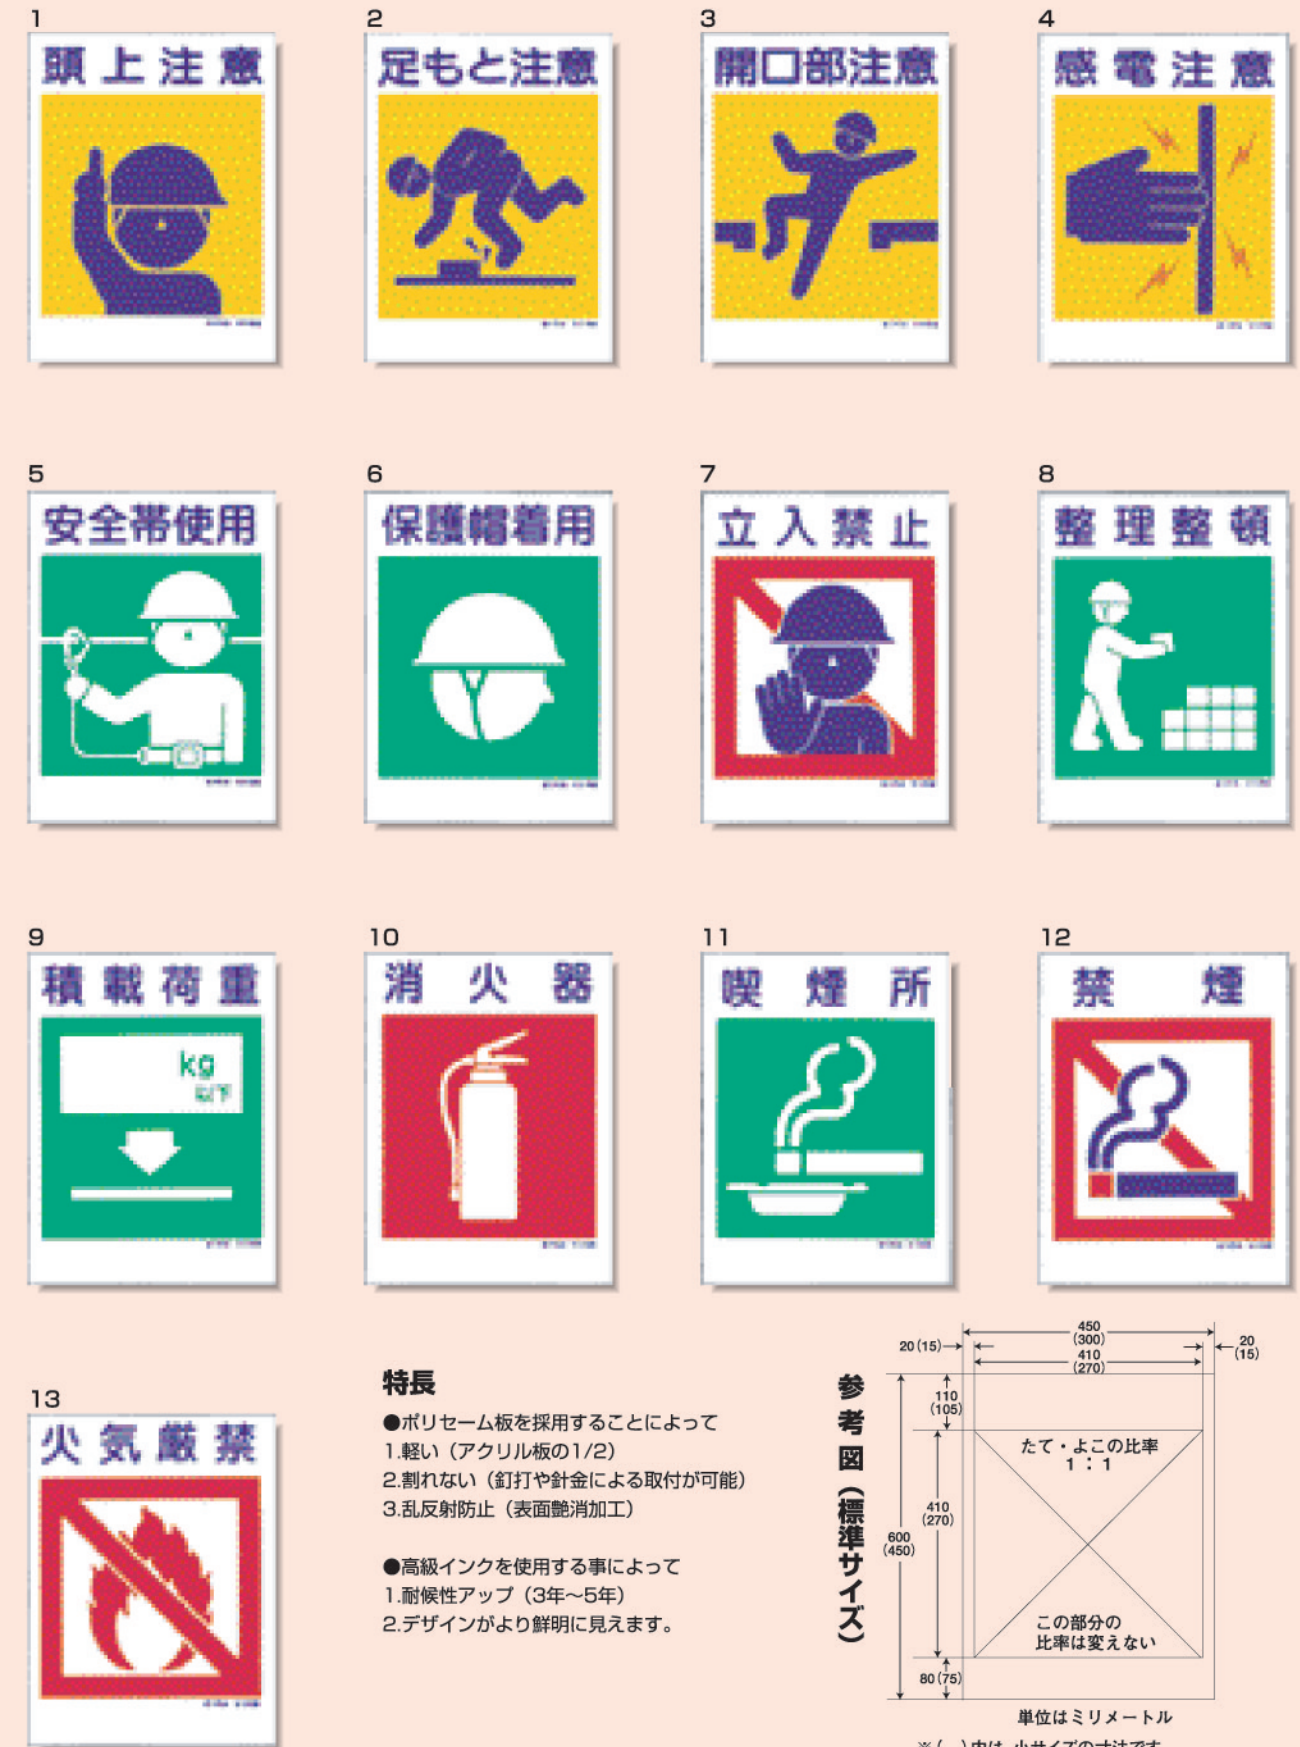 1
頭上注意
2
足もと注意
3
開口部注意
4
感電注意
5
安全帯使用
6
保護帽着用
7
立入禁止
8
整理整頓
9
積載荷重
kg
以下
10
消火器
11
喫煙所
12
禁煙
13
火気厳禁
特長
●ポリセーム板を採用することによって
1.軽い（アクリル板の1/2）
2.割れない（釘打や針金による取付が可能）
3.乱反射防止（表面艶消加工）
●高級インクを使用する事によって
1.耐候性アップ（3年～5年）
2.デザインがより鮮明に見えます。
参考図（標準サイズ）
450
(300)
20(15)
410
(270)
20
(15)
110
(105)
たて・よこの比率
1：1
410
(270)
600
(450)
この部分の
比率は変えない
80(75)
単位はミリメートル
※(　)内は、小サイズの寸法です